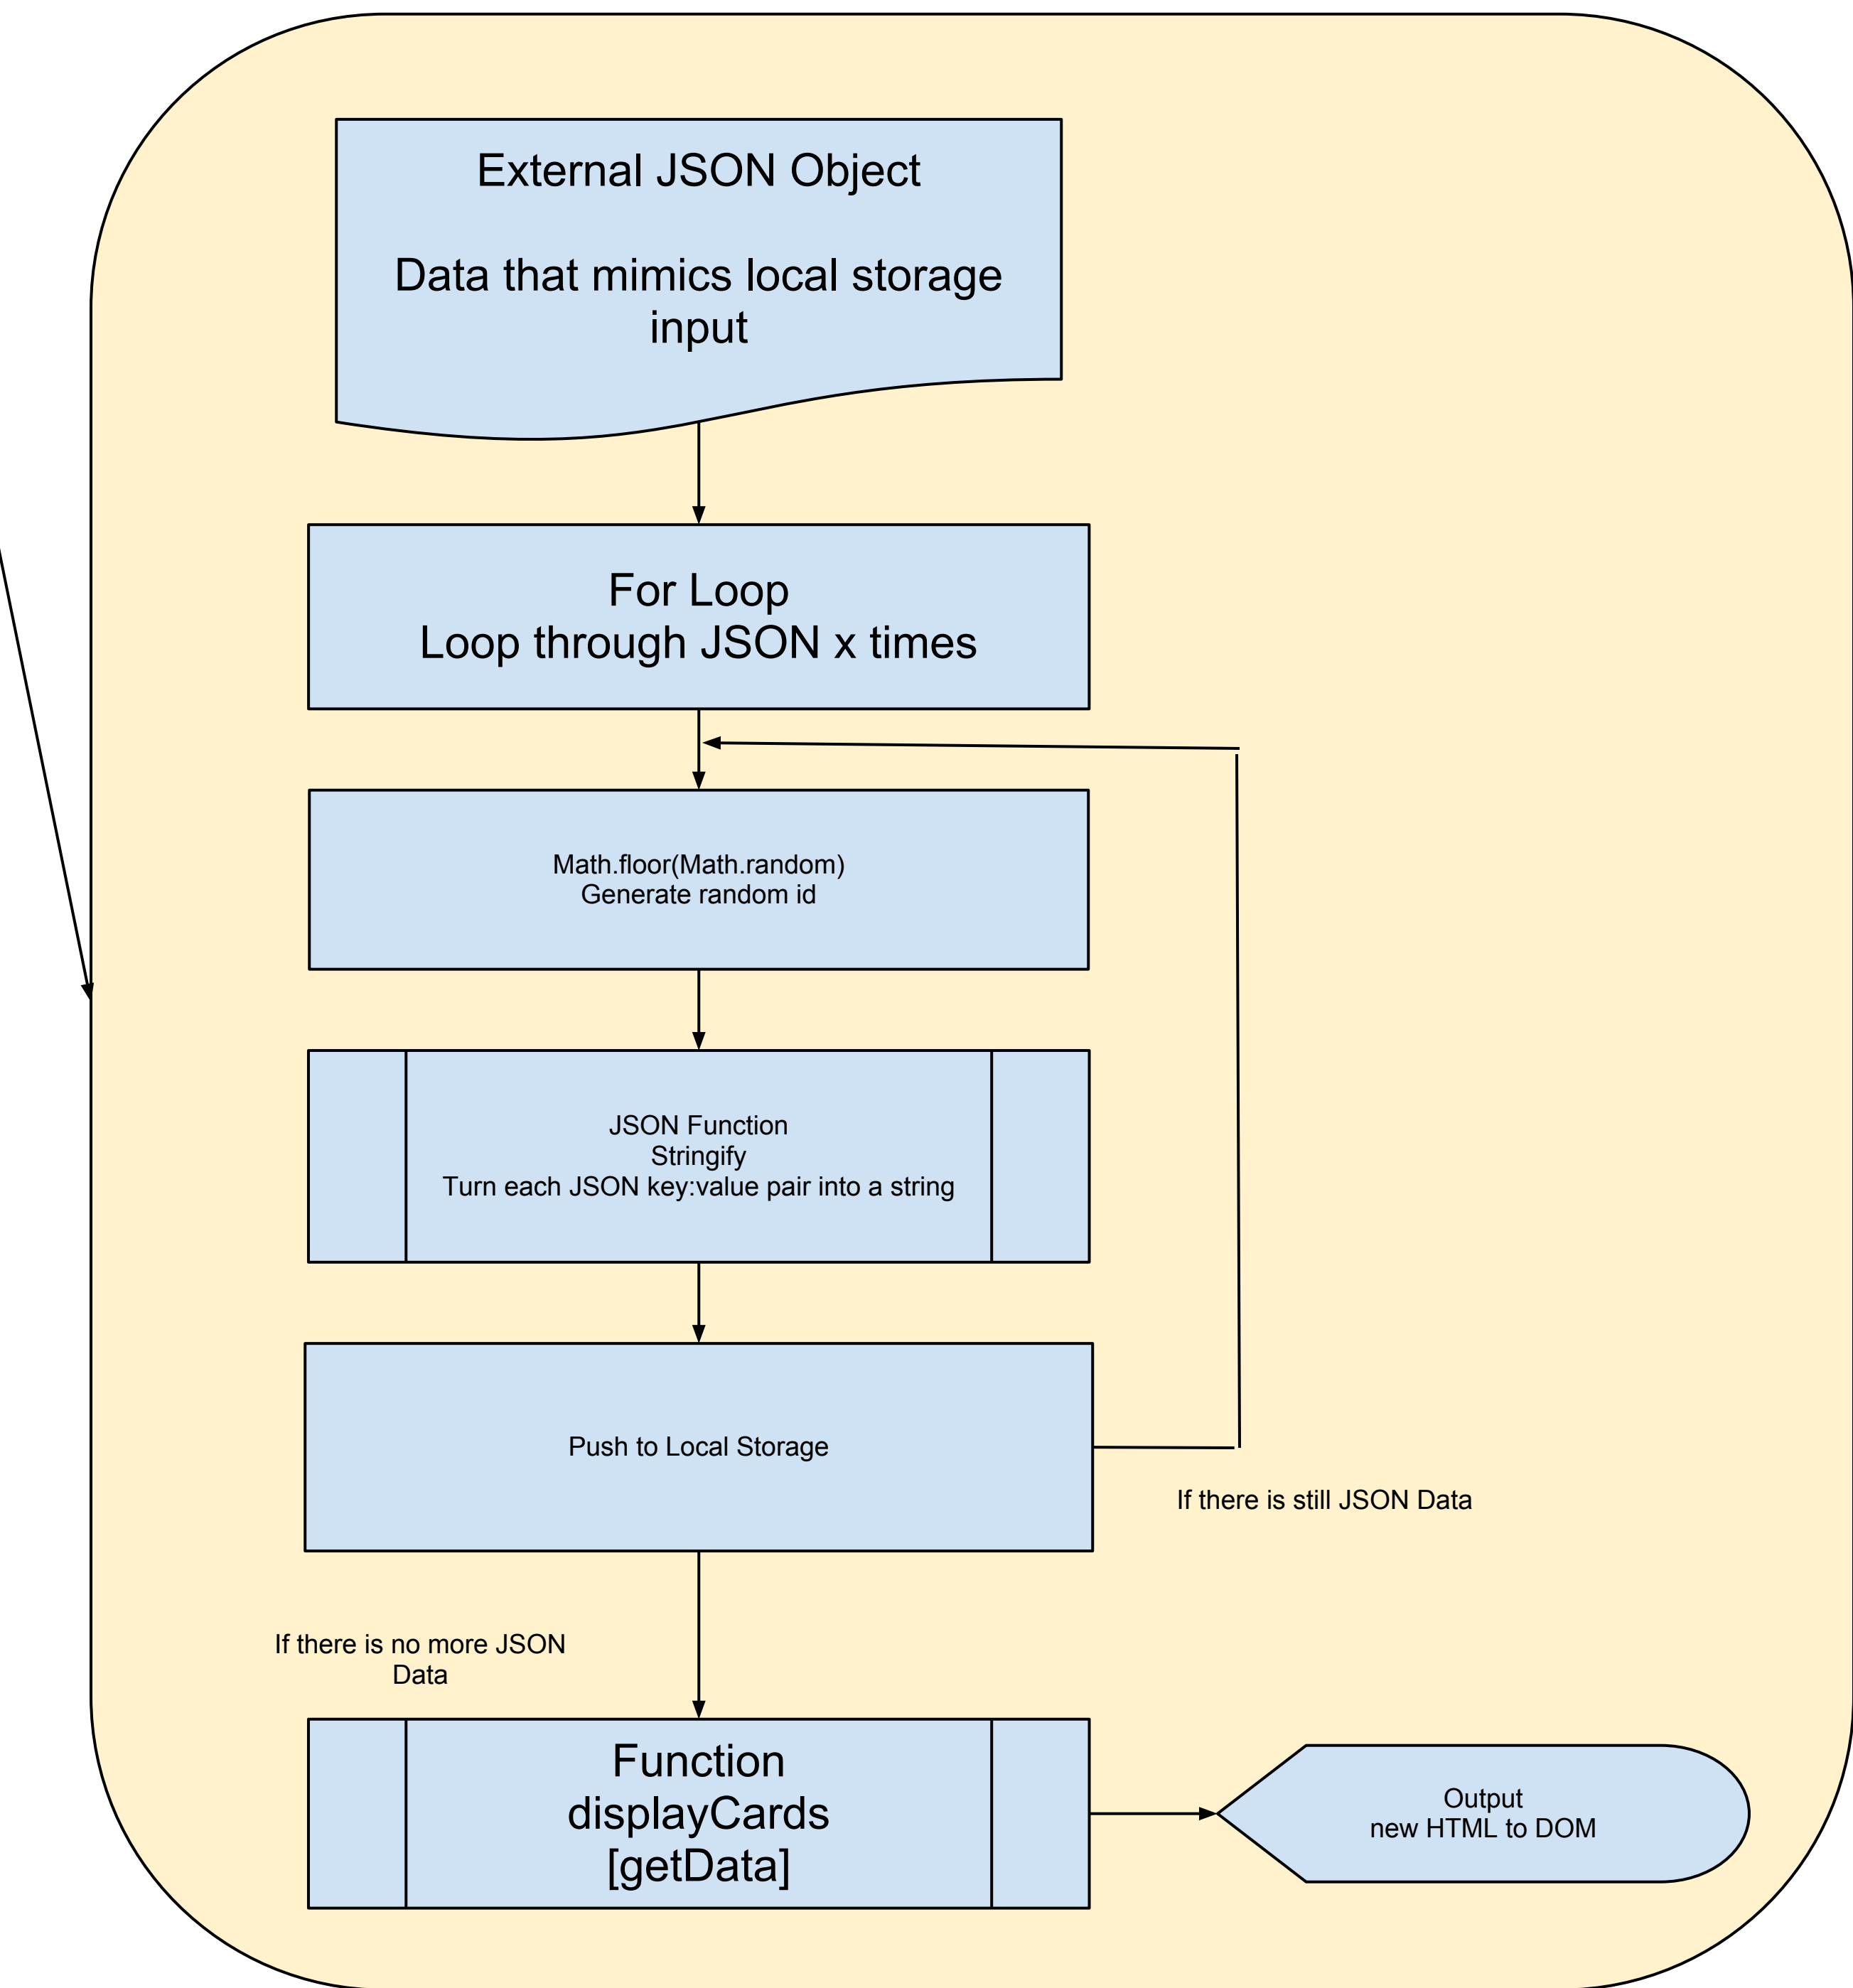 External JSON Object
Data that mimics local storage
input
For Loop
Loop through JSON x times
Math.floor(Math.random)
Generate random id
JSON Function
Stringify
Turn each JSON key:value pair into a string
Push to Local Storage
If there is still JSON Data
If there is no more JSON
Data
Function
displayCards
[getData]
Output
new HTML to DOM